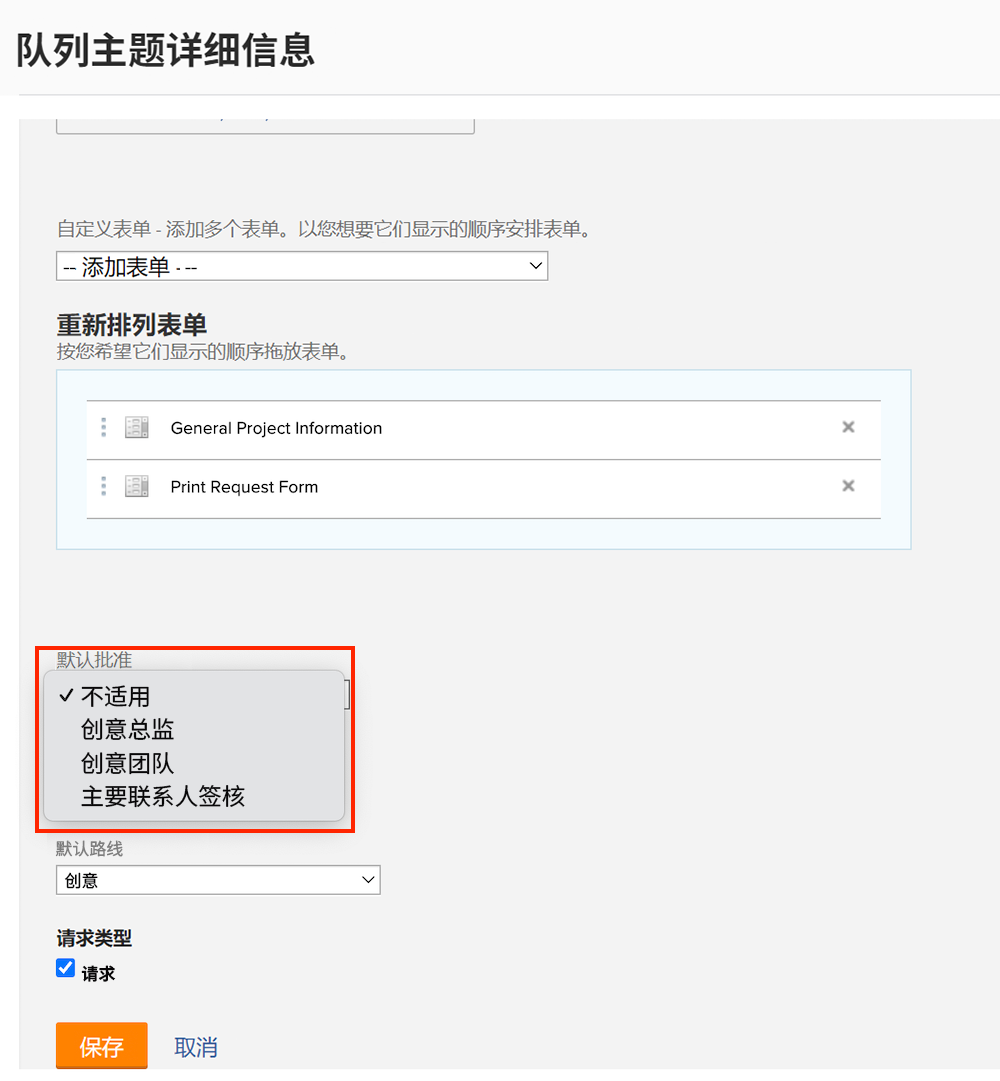 队列主题详细信息
自定义表单 - 添加多个表单。以您想要它们显示的顺序安排表单。
-- 添加表单 - --
重新排列表单
按您希望它们显示的顺序拖放表单。
General Project Information
Print Request Form
默认批准
不适用
创意总监
创意团队
主要联系人签核
默认路线
创意
请求类型
请求
保存 取消